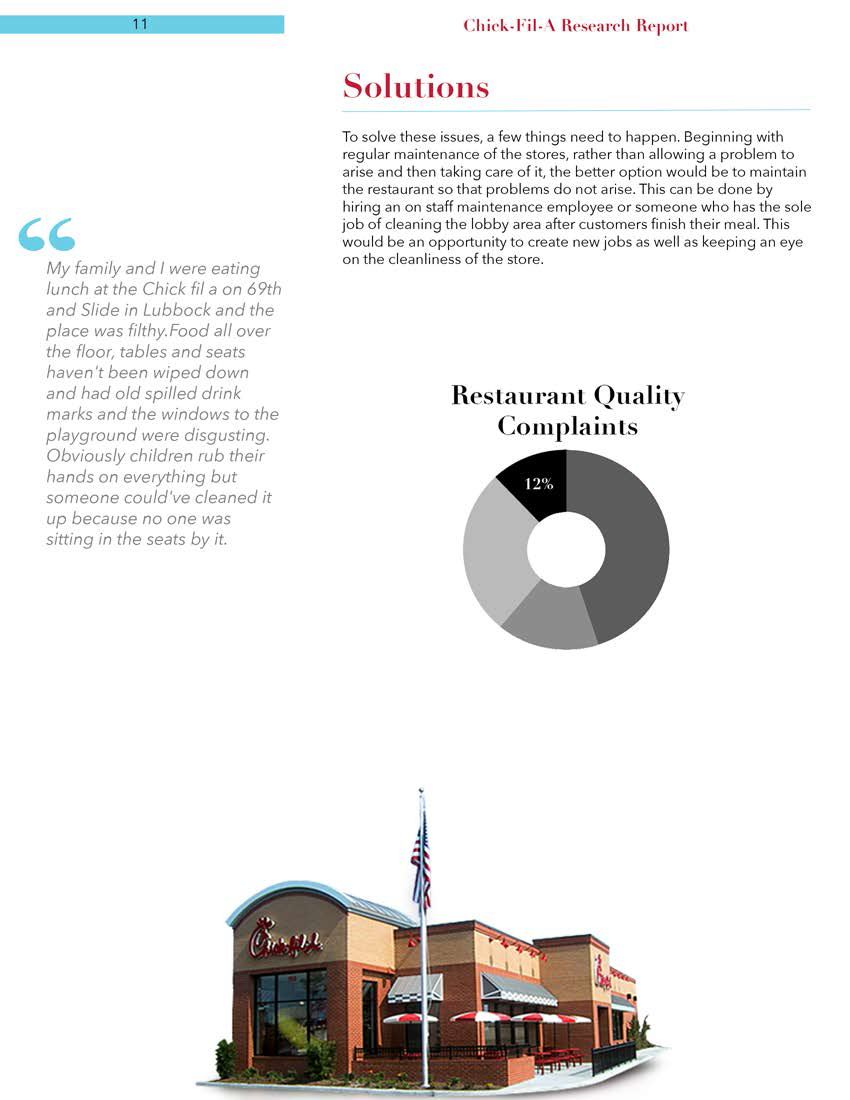 11
Chick-Fil-A Research Report
Solutions
To solve these issues, a few things need to happen. Beginning with
regular maintenance of the stores, rather than allowing a problem to
arise and then taking care of it, the better option would be to maintain
the restaurant so that problems do not arise. This can be done by
hiring an on staff maintenance employee or someone who has the sole
job of cleaning the lobby area after customers finish their meal. This
would be an opportunity to create new jobs as well as keeping an eye
on the cleanliness of the store.
“
My family and I were eating
lunch at the Chick fil a on 69th
and Slide in Lubbock and the
place was filthy.Food all over
the floor, tables and seats
haven't been wiped down
and had old spilled drink
marks and the windows to the
playground were disgusting.
Obviously children rub their
hands on everything but
someone could've cleaned it
up because no one was
sitting in the seats by it.
Restaurant Quality
Complaints
12%
Chick-fil-A
Chick-fil-A